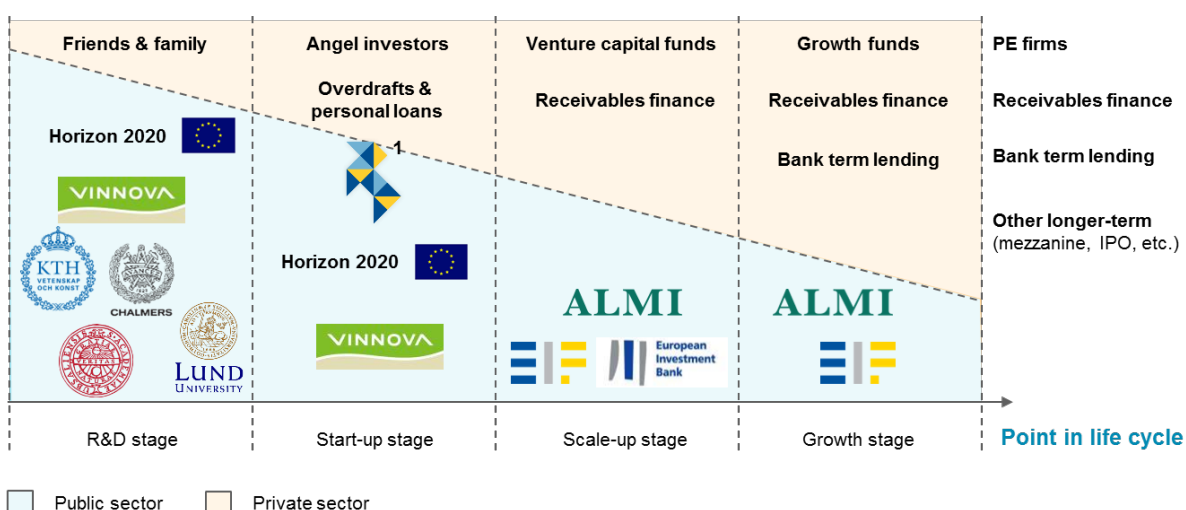 Friends & family
Angel investors
Venture capital funds
Growth funds
PE firms
Overdrafts &
personal loans
Receivables finance
Receivables finance
Receivables finance
Horizon 2020
1
Bank term lending
Bank term lending
VINNOVA
Other longer-term
(mezzanine, IPO, etc.)
KTH
VETENSKAP
OCH KONST
CHALMERS
Horizon 2020
LUND
UNIVERSITY
VINNOVA
ALMI
ALMI
EIF
European
Investment
Bank
EIF
R&D stage
Start-up stage
Scale-up stage
Growth stage
Point in life cycle
Public sector
Private sector